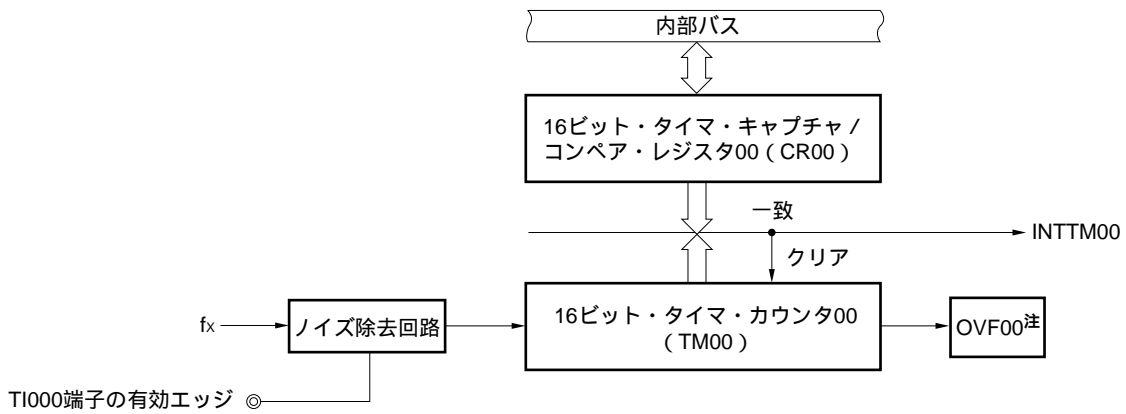 内部バス
16ビット・タイマ・キャプチャ/
コンペア・レジスタ00（CR00）
一致
INTTM00
クリア
fx
ノイズ除去回路
16ビット・タイマ・カウンタ00
（TM00）
OVF00注
TI000端子の有効エッジ